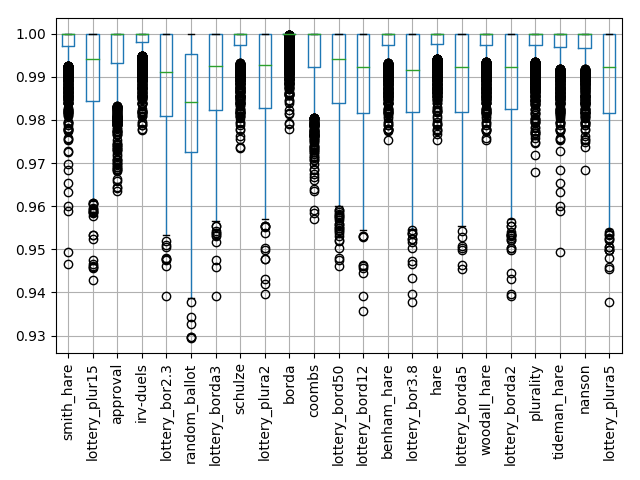 1.00
0.99
0.98
0.97
0.96
0.95
0.94
0.93
smith_hare
lottery_plur15
approval
irv-duels
lottery_bor2.3
random_ballot
lottery_borda3
schulze
lottery_plura2
borda
coombs
lottery_bord50
lottery_bord12
benham_hare
lottery_bor3.8
hare
lottery_borda5
woodall_hare
lottery_borda2
plurality
tideman_hare
nanson
lottery_plura5